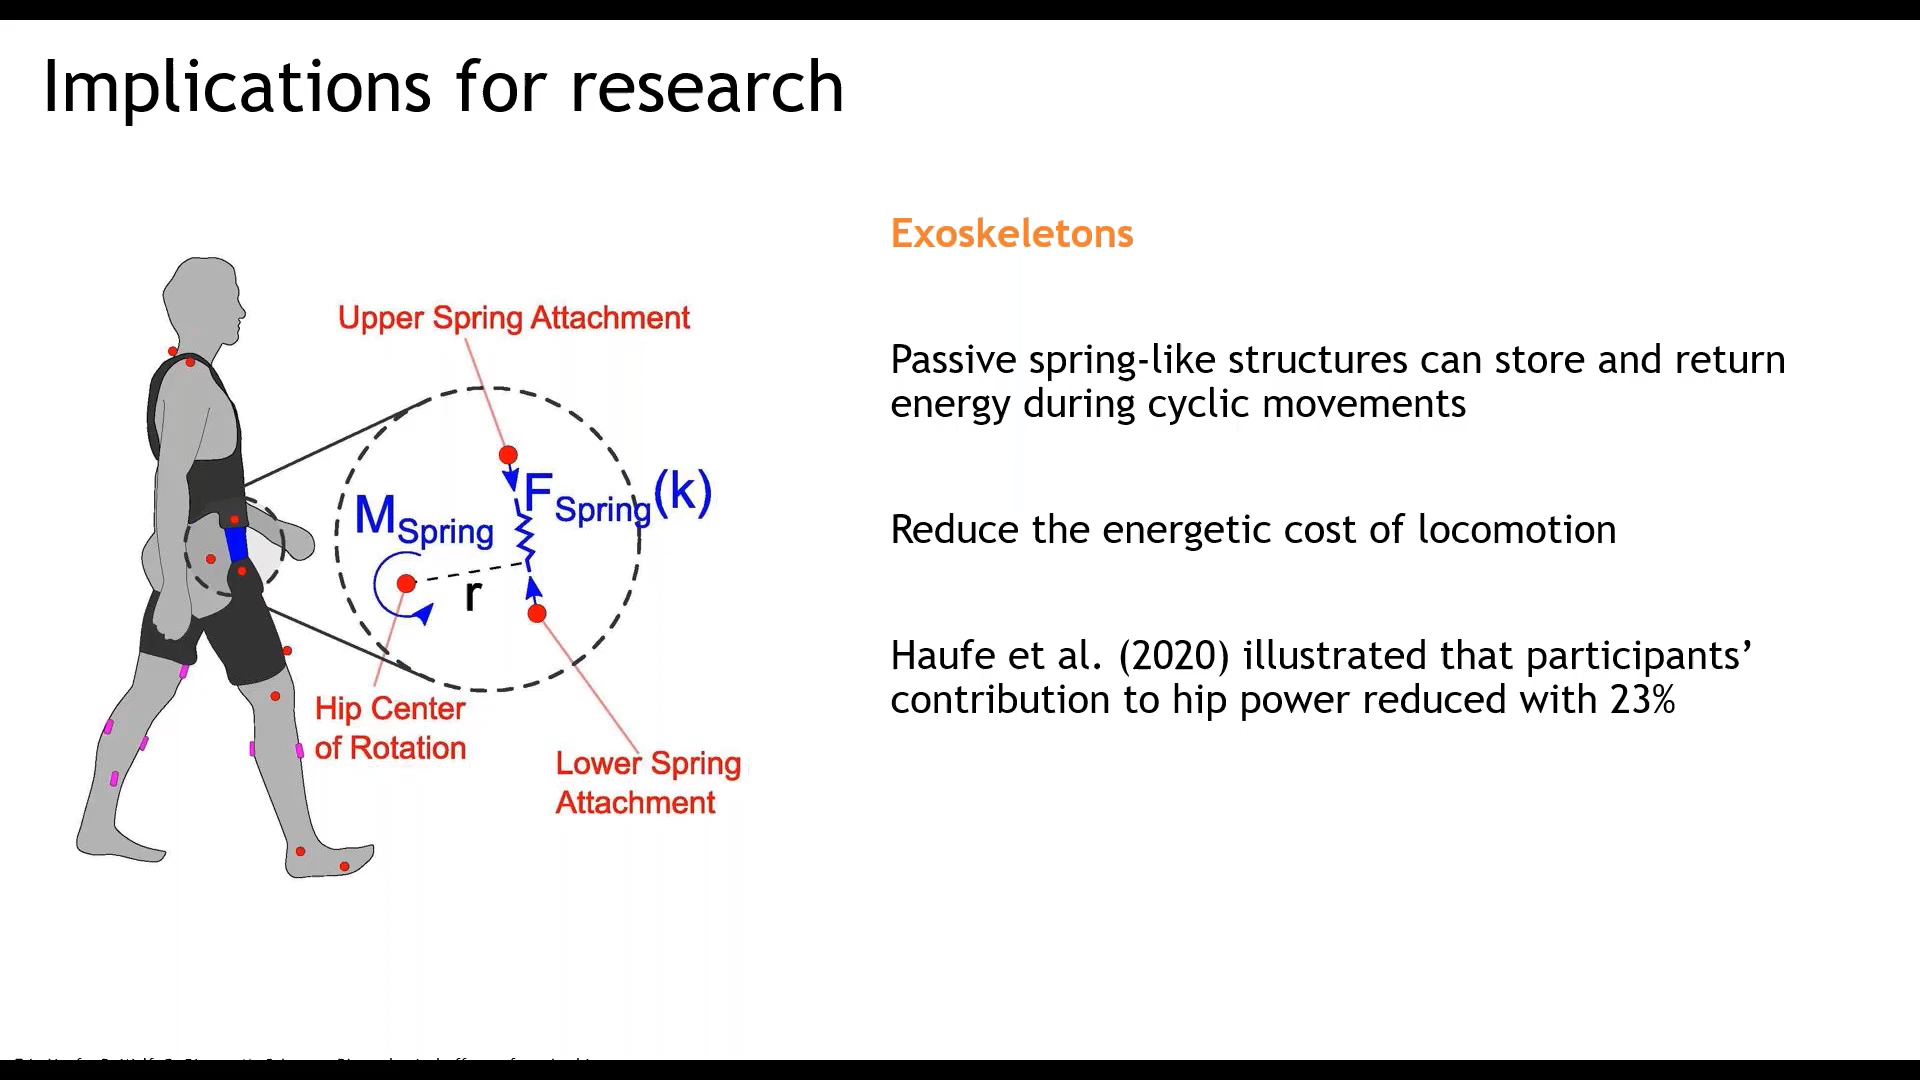 Implications for research
Upper Spring Attachment
F Spring (k)
M Spring
r
Hip Center
of Rotation
Lower Spring
Attachment
Exoskeletons
Passive spring-like structures can store and return
energy during cyclic movements
Reduce the energetic cost of locomotion
Haufe et al. (2020) illustrated that participants’
contribution to hip power reduced with 23%